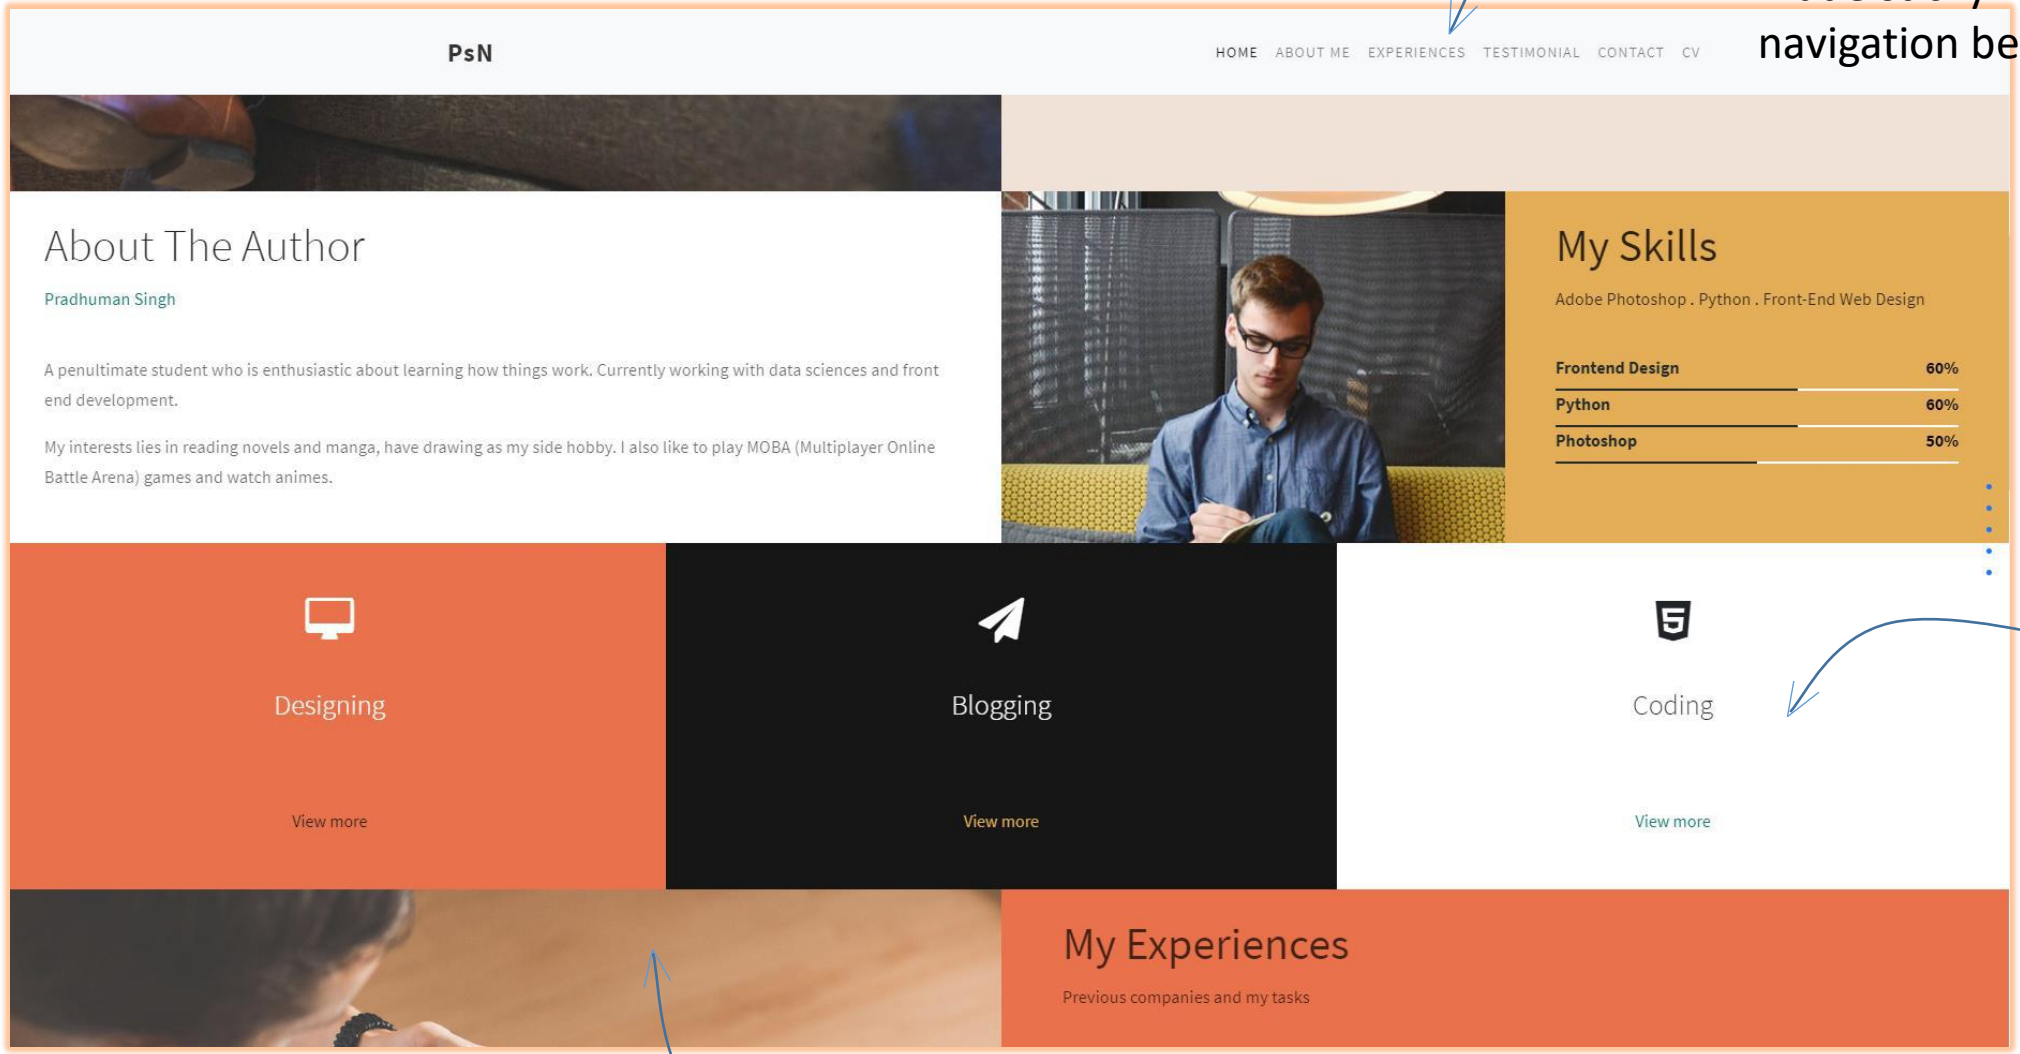 navigation be
PsN
HOME ABOUT ME EXPERIENCES TESTIMONIAL CONTACT CV
About The Author
Pradhuman Singh
A penultimate student who is enthusiastic about learning how things work. Currently working with data sciences and front
end development.
My interests lies in reading novels and manga, have drawing as my side hobby. I also like to play MOBA (Multiplayer Online
Battle Arena) games and watch animes.
My Skills
Adobe Photoshop . Python . Front-End Web Design
Frontend Design 60%
Python 60%
Photoshop 50%
Designing
View more
Blogging
View more
5
Coding
View more
My Experiences
Previous companies and my tasks